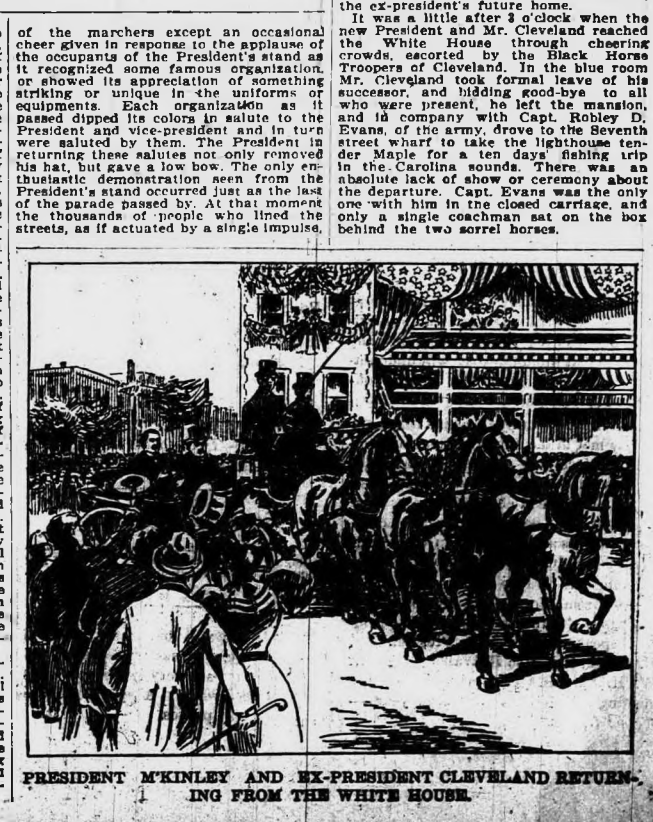 of the marchers except an occasional
cheer given in response to the applause of
the occupants of the President's stand as
it recognized some famous organization
or showed its appreciation of something
striking or unique in the uniforms or
equipments. Each organization as it
passed dipped its colors in salute to the
President and vice-president and in turn
were saluted by them. The President in
returning these salutes not only removed
his hat, but gave a low bow. The only en-
thusiastic demonstration seen from the
President's stand occurred just as the last
of the parade passed by. At that moment
the thousands of people who lined the
streets, as if actuated by a single impulse,
the ex-president's future home.
It was a little after 3 o'clock when the
new President and Mr. Cleveland reached
the White House through cheering
crowds, escorted by the Black Horse
Troopers of Cleveland. In the blue room
Mr. Cleveland took formal leave of his
successor, and bidding good-bye to all
who were present, he left the mansion,
and in company with Capt. Robley D.
Evans, of the army, drove to the Seventh
street wharf to take the lighthouse ten-
der Maple for a ten days' fishing trip
in the Carolina sounds. There was an
absolute lack of show or ceremony about
the departure. Capt. Evans was the only
one with him in the closed carriage, and
only a single coachman sat on the box
behind the two sorrel horses.
PRESIDENT M'KINLEY AND EX-PRESIDENT CLEVELAND RETURN-
ING FROM THE WHITE HOUSE.